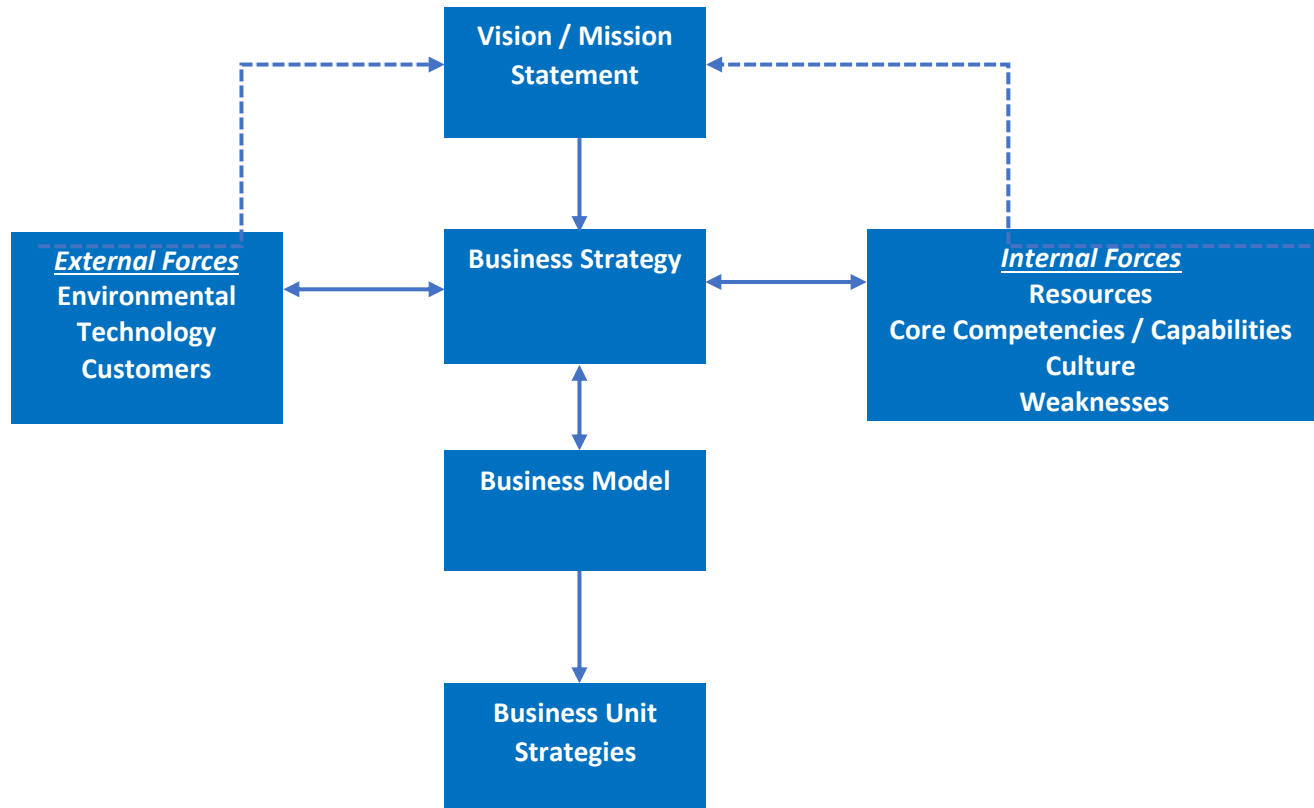 Vision / Mission
Statement
External Forces
Environmental
Technology
Customers
Business Strategy
Internal Forces
Resources
Core Competencies / Capabilities
Culture
Weaknesses
Business Model
Business Unit
Strategies